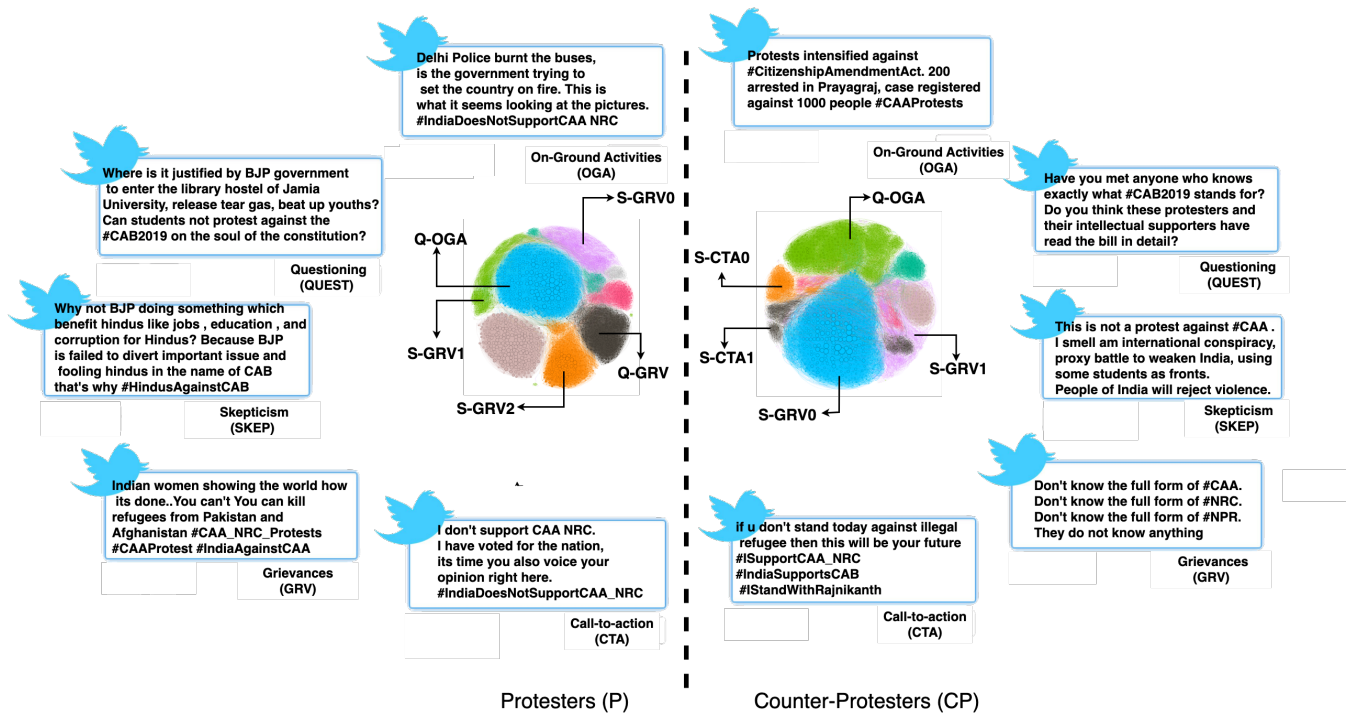 Delhi Police burnt the buses,
is the government trying to
set the country on fire. This is
what it seems looking at the pictures.
#IndiaDoesNotSupportCAA NRC
On-Ground Activities
(OGA)
Where is it justified by BJP government
to enter the library hostel of Jamia
University, release tear gas, beat up youths?
Can students not protest against the
#CAB2019 on the soul of the constitution?
Questioning
(QUEST)
Why not BJP doing something which
benefit hindus like jobs , education , and
corruption for Hindus? Because BJP
is failed to divert important issue and
fooling hindus in the name of CAB
that's why #HindusAgainstCAB
Skepticism
(SKEP)
Indian women showing the world how
its done..You can't You can kill
refugees from Pakistan and
Afghanistan #CAA_NRC_Protests
#CAAProtest #IndiaAgainstCAA
Grievances
(GRV)
I don't support CAA NRC.
I have voted for the nation,
its time you also voice your
opinion right here.
#IndiaDoesNotSupportCAA_NRC
Call-to-action
(CTA)
S-GRV0
Q-OGA
S-GRV1
Q-GRV
S-GRV2
Protesters (P)
Protests intensified against
#CitizenshipAmendmentAct. 200
arrested in Prayagraj, case registered
against 1000 people #CAAProtests
On-Ground Activities
(OGA)
Q-OGA
S-CTA0
S-CTA1
S-GRV1
S-GRV0
Have you met anyone who knows
exactly what #CAB2019 stands for?
Do you think these protesters and
their intellectual supporters have
read the bill in detail?
Questioning
(QUEST)
This is not a protest against #CAA .
I smell am international conspiracy,
proxy battle to weaken India, using
some students as fronts.
People of India will reject violence.
Skepticism
(SKEP)
Don't know the full form of #CAA.
Don't know the full form of #NRC.
Don't know the full form of #NPR.
They do not know anything
Grievances
(GRV)
if u don't stand today against illegal
refugee then this will be your future
#ISupportCAA_NRC
#IndiaSupportsCAB
#IStandWithRajnikanth
Call-to-action
(CTA)
Counter-Protesters (CP)